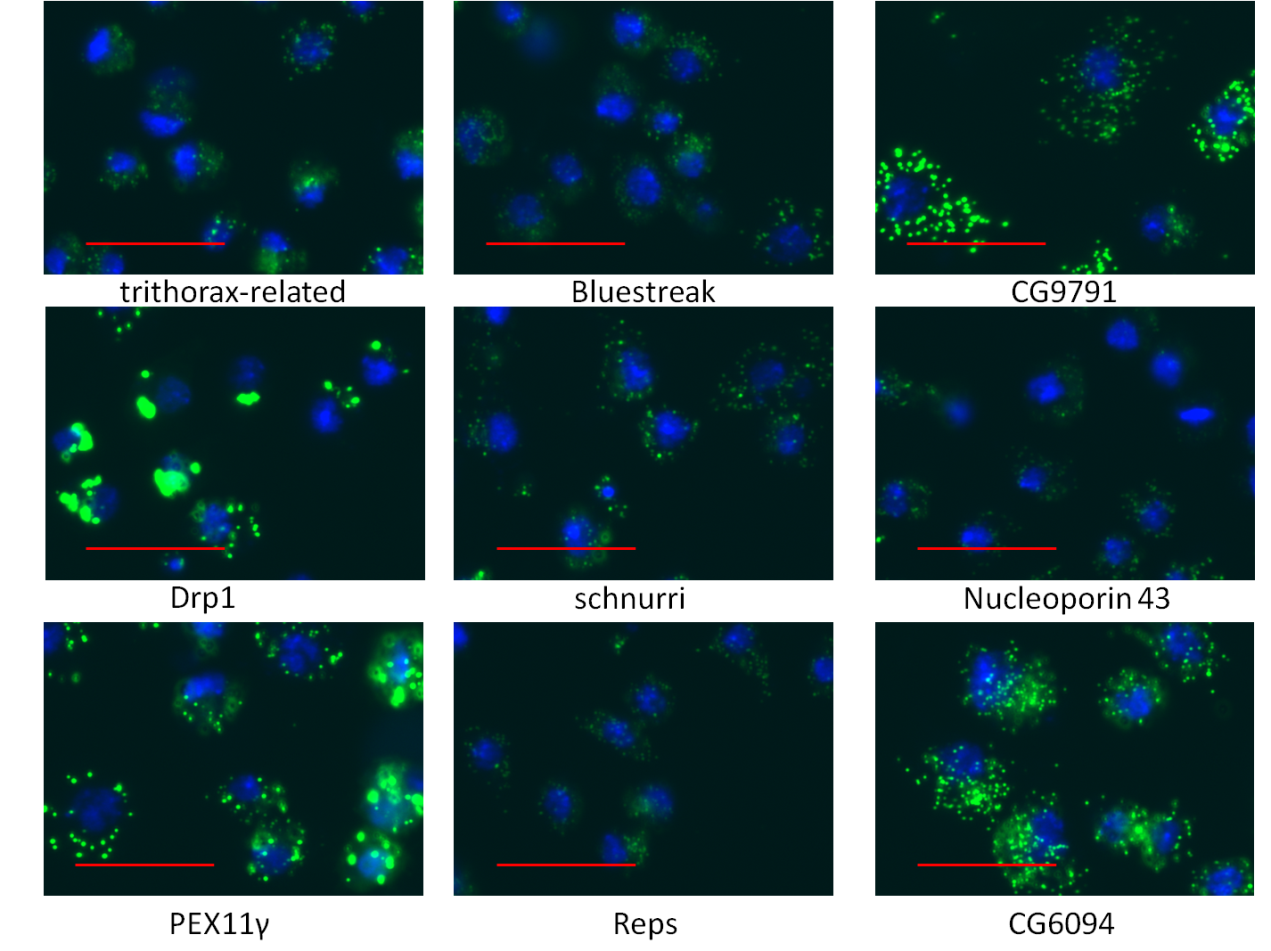 trithorax-related
Bluestreak
CG9791
Drp1
schnurri
Nucleoporin 43
PEX11γ
Reps
CG6094